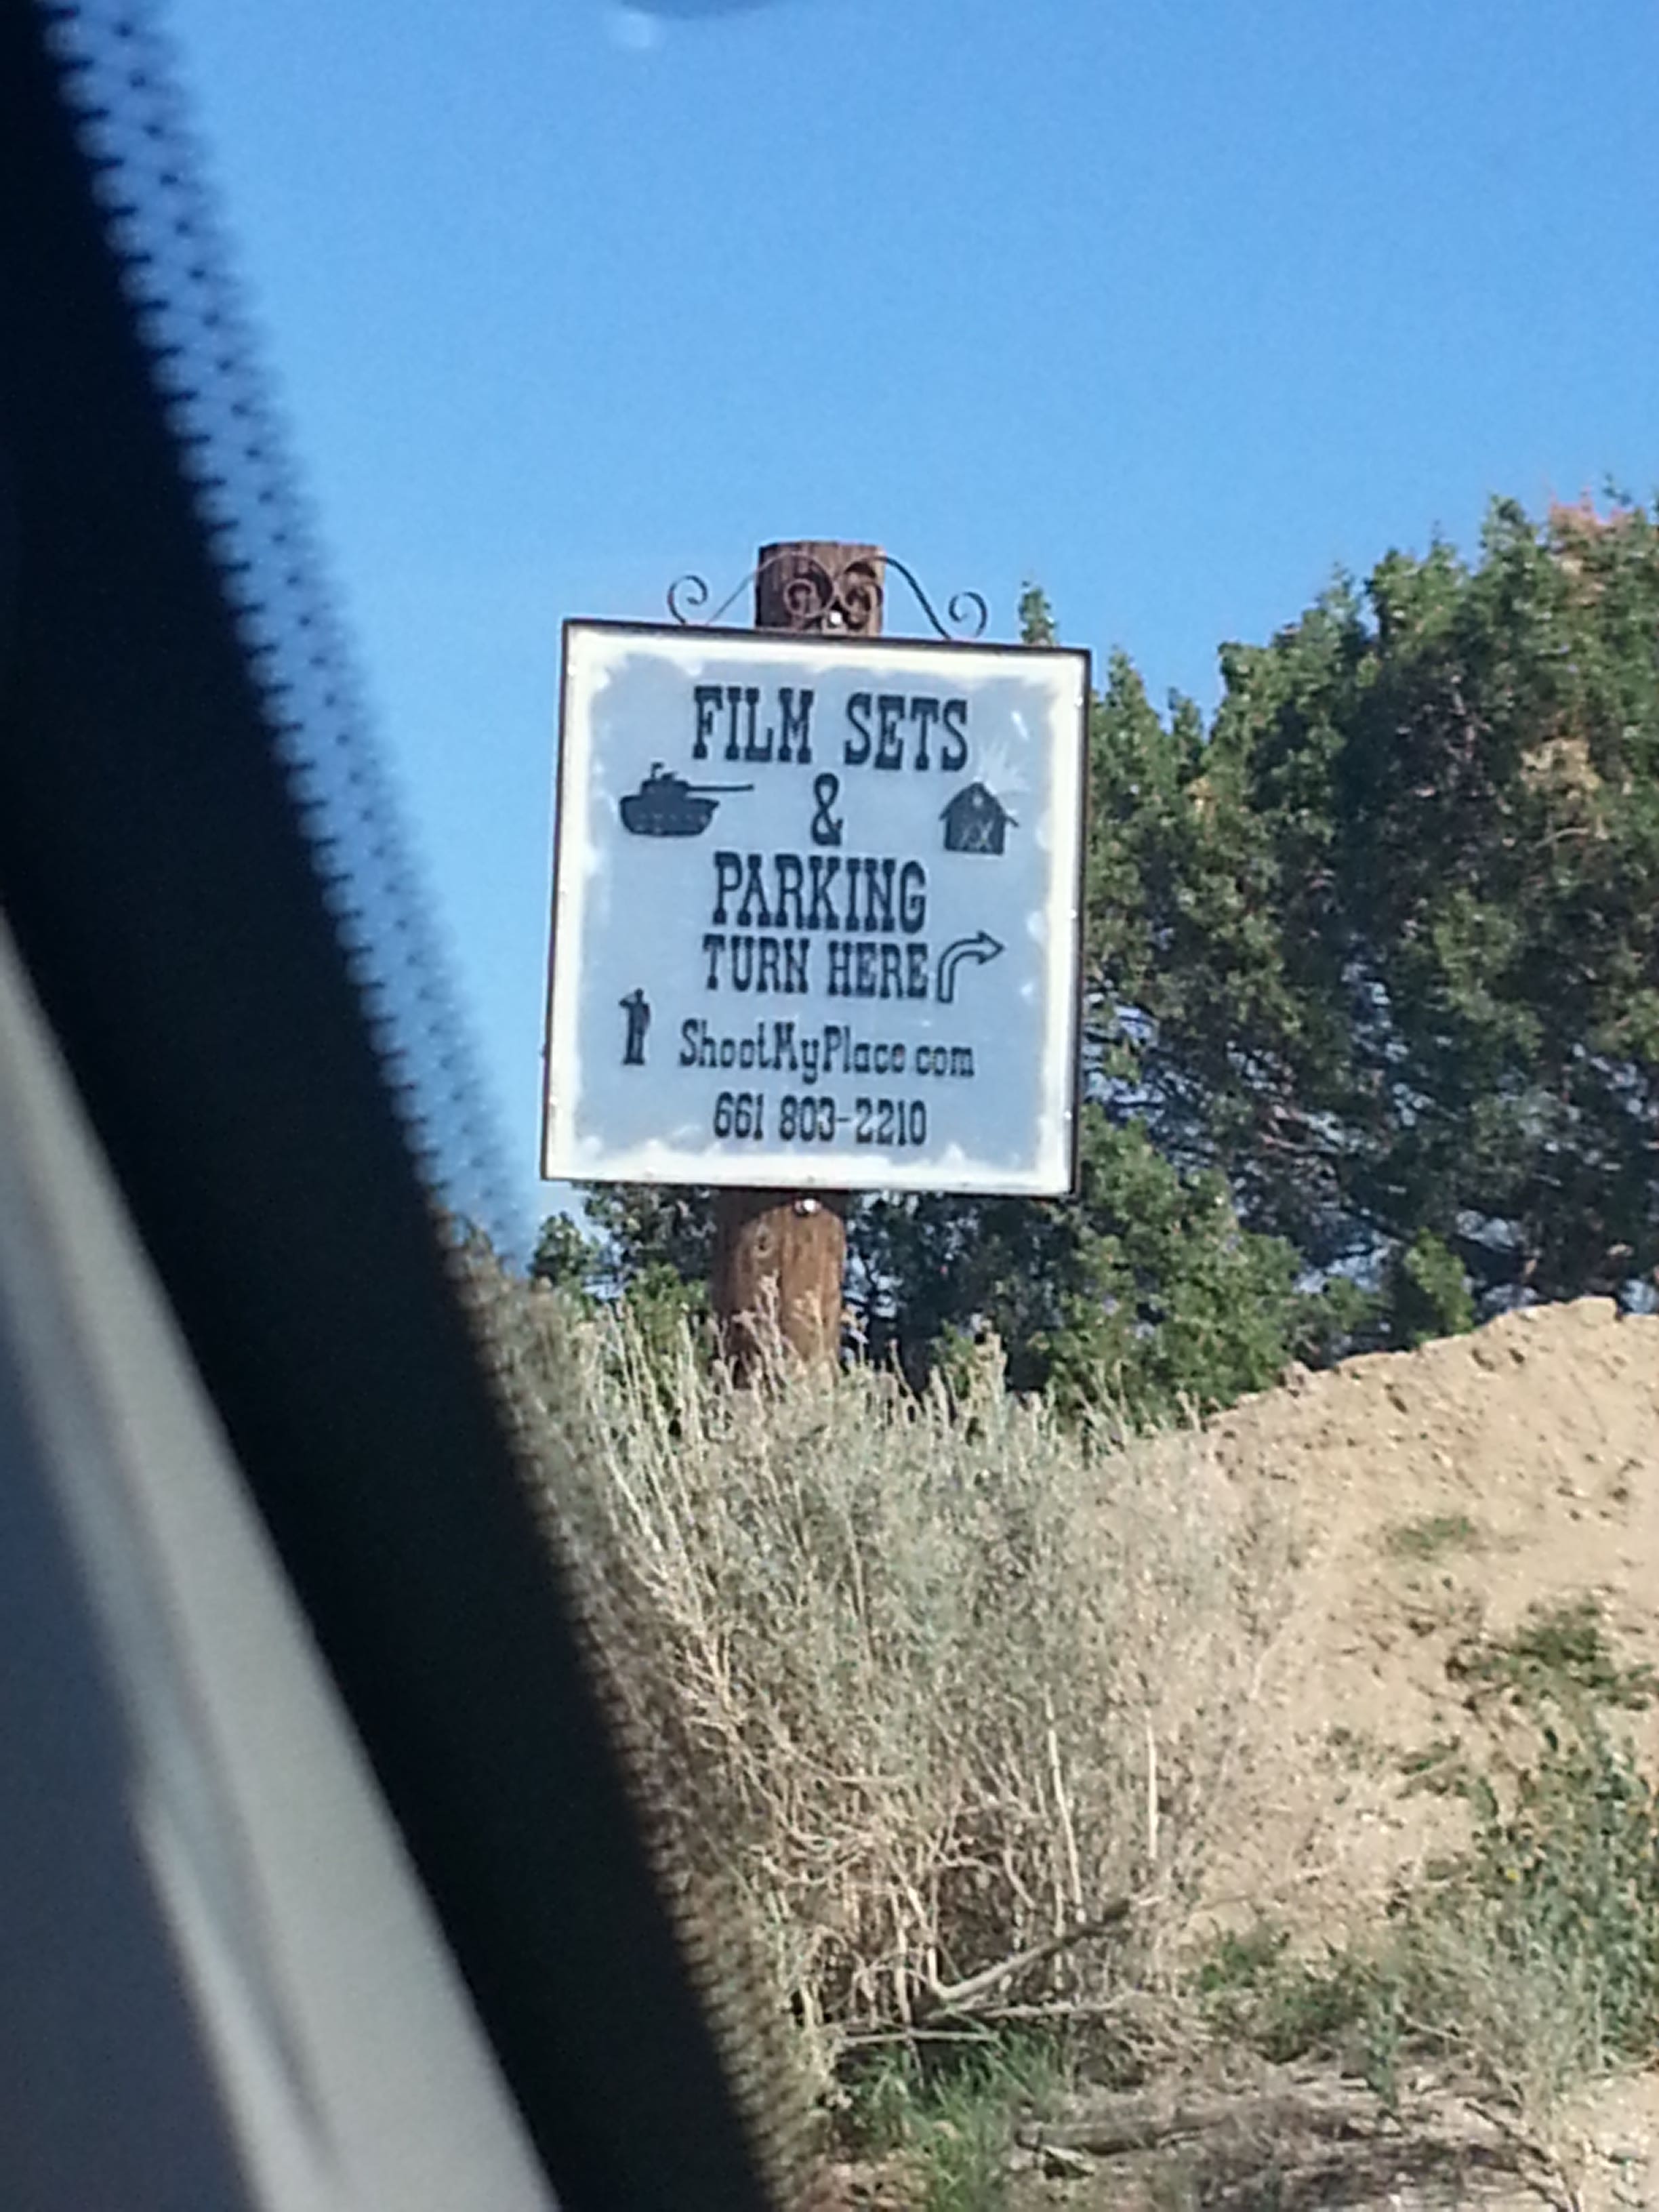 FILM SETS
&
PARKING
TURN HERE
ShootMyPlace.com
661 803-2210